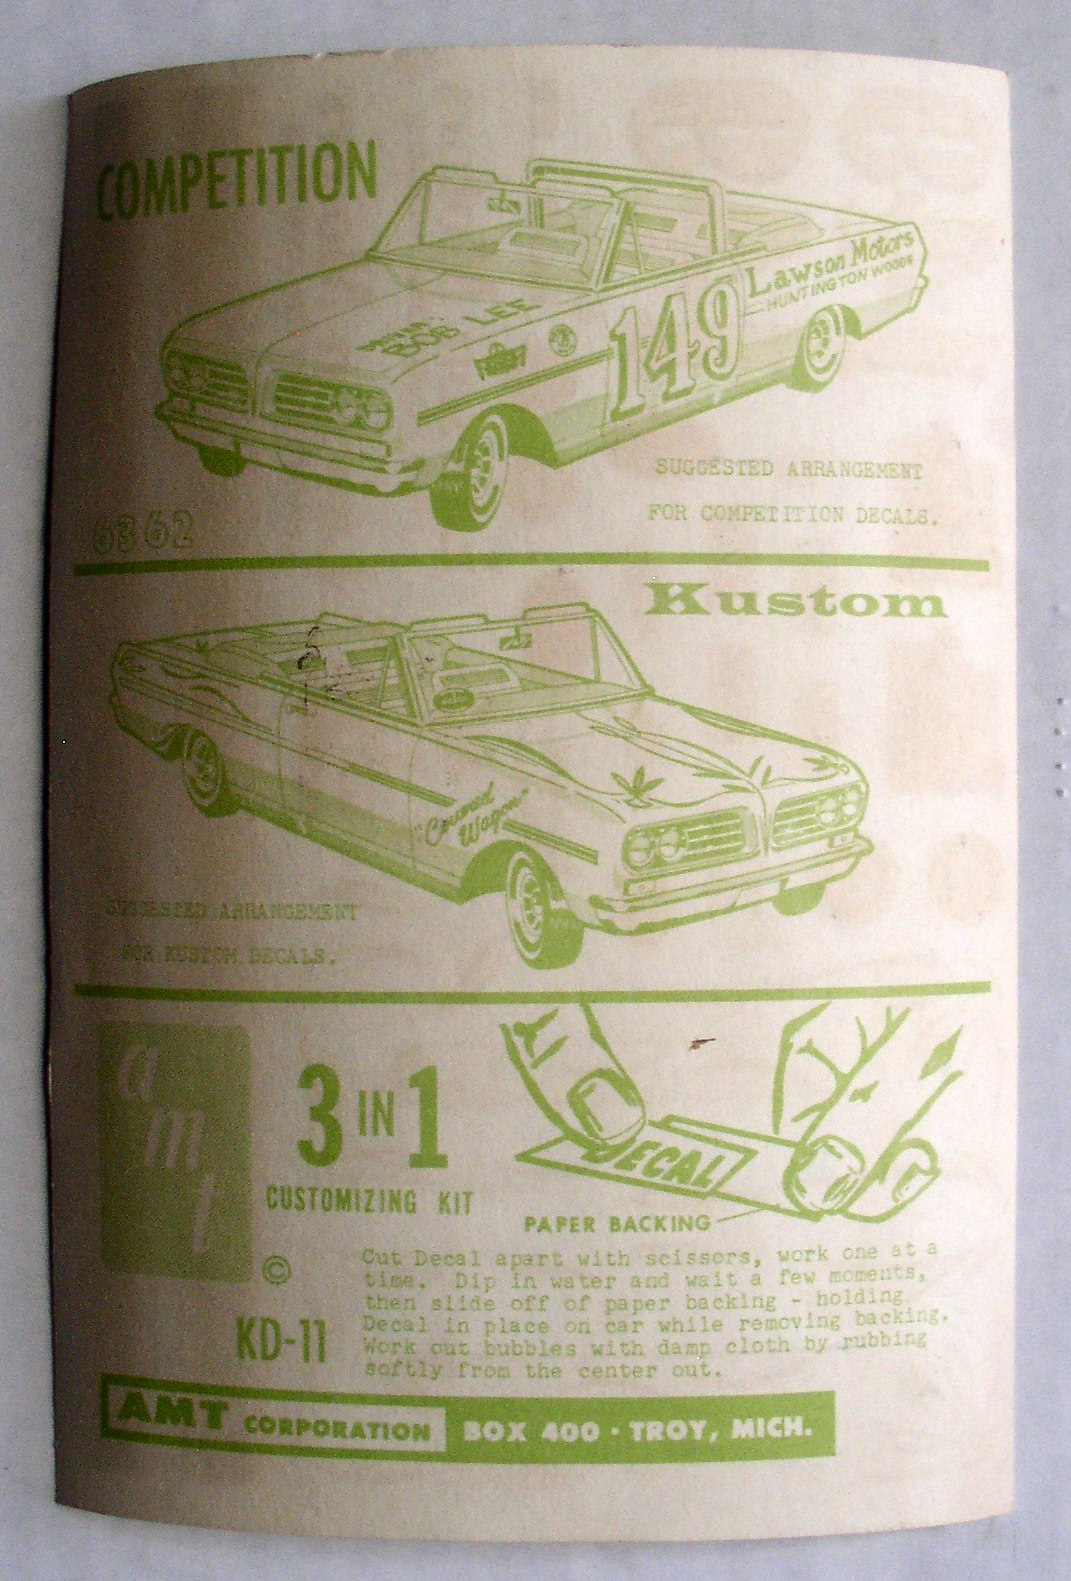 COMPETITION
BOB LEE
149
Lawson Motors
HUNTINGTON WOODS
SUGGESTED ARRANGEMENT
FOR COMPETITION DECALS.
6362
Kustom
"Covered
Wagon"
SUGGESTED ARRANGEMENT
FOR KUSTOM DECALS.
amt
3 IN 1
CUSTOMIZING KIT
©
KD-11
DECAL
PAPER BACKING
Cut Decal apart with scissors, work one at a
time. Dip in water and wait a few moments,
then slide off of paper backing - holding
Decal in place on car while removing backing.
Work out bubbles with damp cloth by rubbing
softly from the center out.
AMT CORPORATION BOX 400 · TROY, MICH.